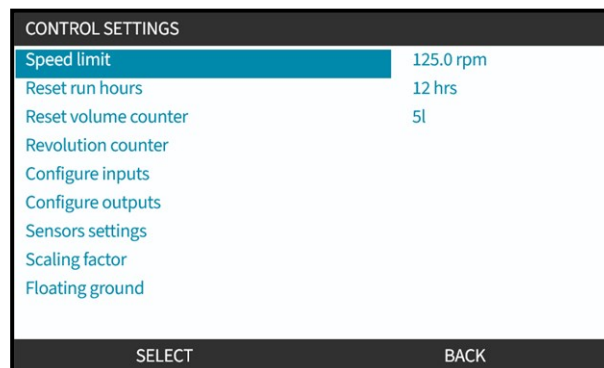 CONTROL SETTINGS
Speed limit 125.0 rpm
Reset run hours 12 hrs
Reset volume counter 5l
Revolution counter
Configure inputs
Configure outputs
Sensors settings
Scaling factor
Floating ground
SELECT BACK